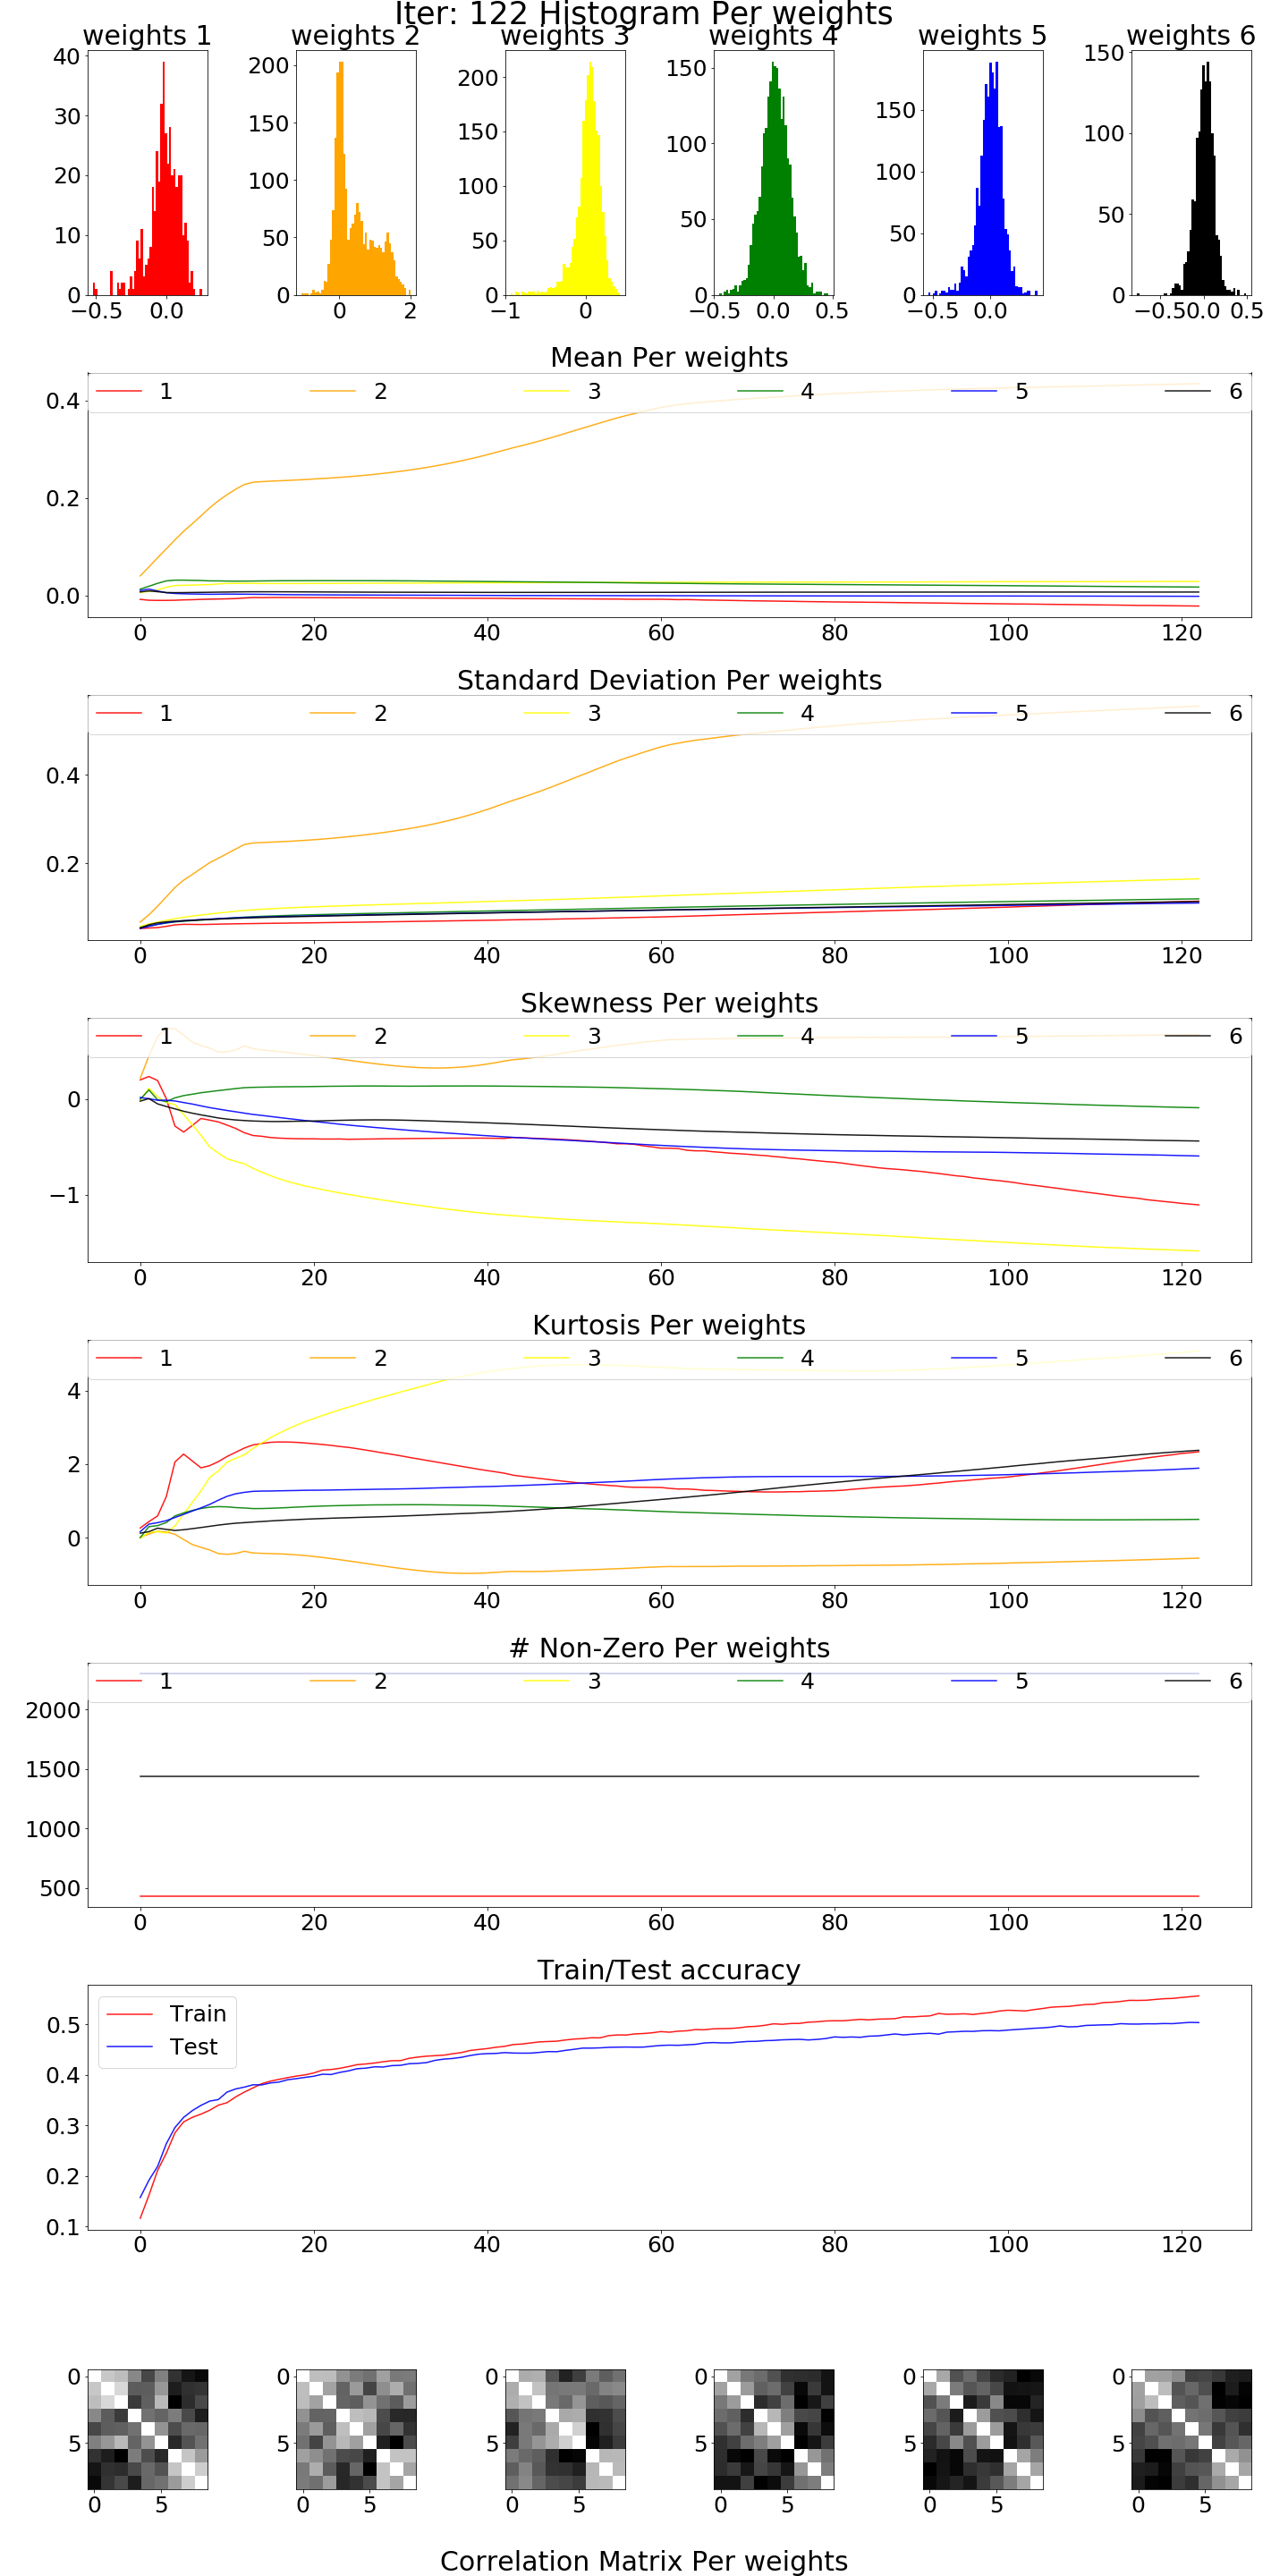 Iter: 122 Histogram Per weights
weights 1 weights 2 weights 3 weights 4 weights 5 weights 6
40 30 20 10 0
−0.5 0.0
200 150 100 50 0
0 2
200 150 100 50 0
−1 0
150 100 50 0
−0.5 0.0 0.5
150 100 50 0
−0.5 0.0
150 100 50 0
−0.5 0.0 0.5
Mean Per weights
1 2 3 4 5 6
0.4
0.2
0.0
0 20 40 60 80 100 120
Standard Deviation Per weights
1 2 3 4 5 6
0.4
0.2
0 20 40 60 80 100 120
Skewness Per weights
1 2 3 4 5 6
0
−1
0 20 40 60 80 100 120
Kurtosis Per weights
1 2 3 4 5 6
4
2
0
0 20 40 60 80 100 120
# Non-Zero Per weights
1 2 3 4 5 6
2000
1500
1000
500
0 20 40 60 80 100 120
Train/Test accuracy
Train
Test
0.5
0.4
0.3
0.2
0.1
0 20 40 60 80 100 120
0 0 0 0 0 0
5 5 5 5 5 5
0 5 0 5 0 5 0 5 0 5 0 5
Correlation Matrix Per weights